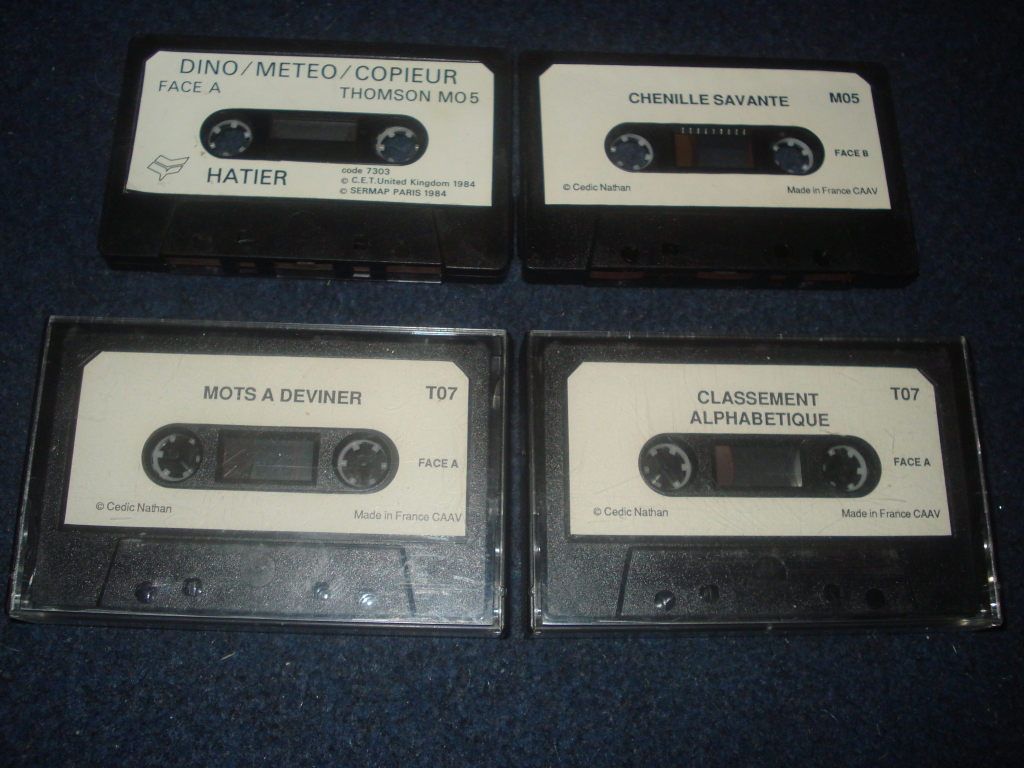 DINO/METEO/COPIEUR
FACE A
THOMSON MO5
HATIER
code 7303
© C.E.T. United Kingdom 1984
© SERMAP PARIS 1984
CHENILLE SAVANTE
M05
FACE B
© Cedic Nathan
Made in France CAAV
MOTS A DEVINER
T07
FACE A
© Cedic Nathan
Made in France CAAV
CLASSEMENT
ALPHABETIQUE
T07
FACE A
© Cedic Nathan
Made in France CAAV